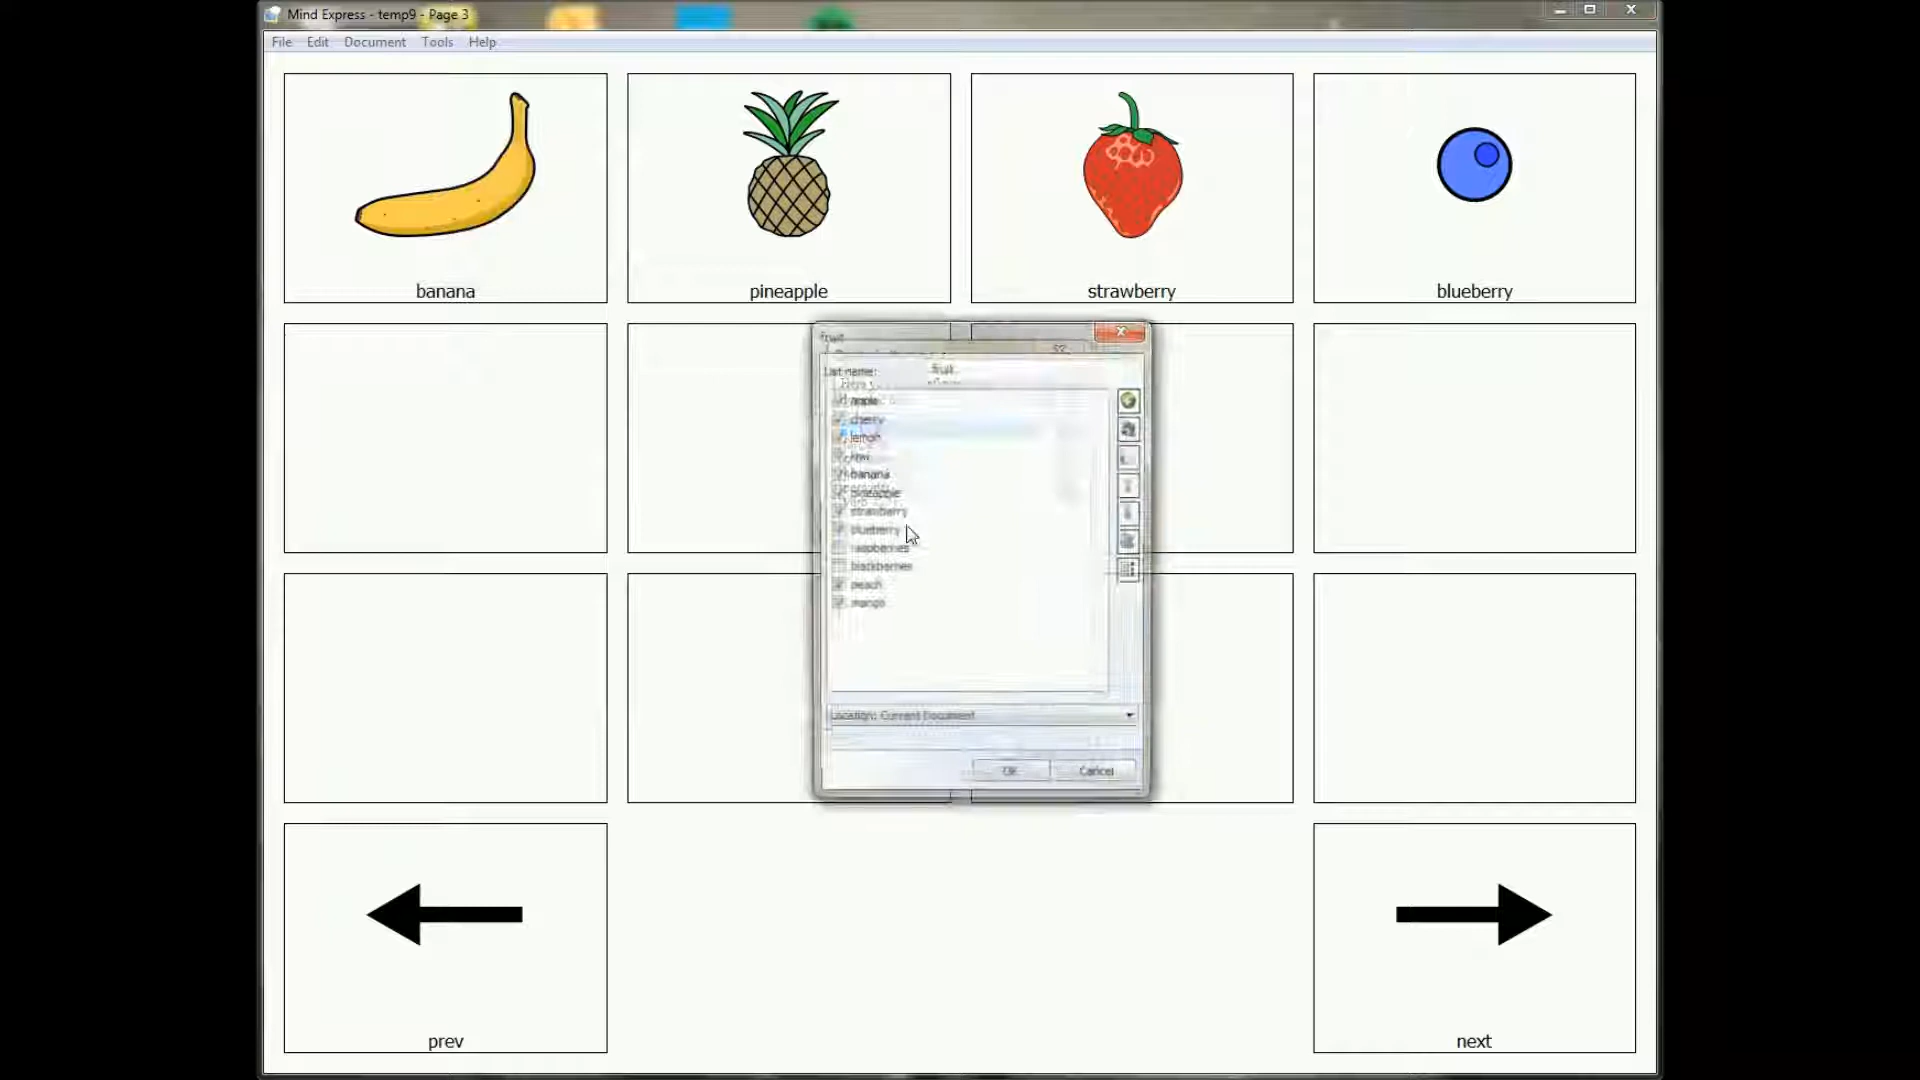 Mind Express - temp9 - Page 3
File Edit Document Tools Help
banana pineapple strawberry blueberry
fruit
List name: fruit
apple
cherry
lemon
kiwi
banana
pineapple
strawberry
blueberry
raspberries
blackberries
peach
mango
Location: Current Document
OK Cancel
prev next